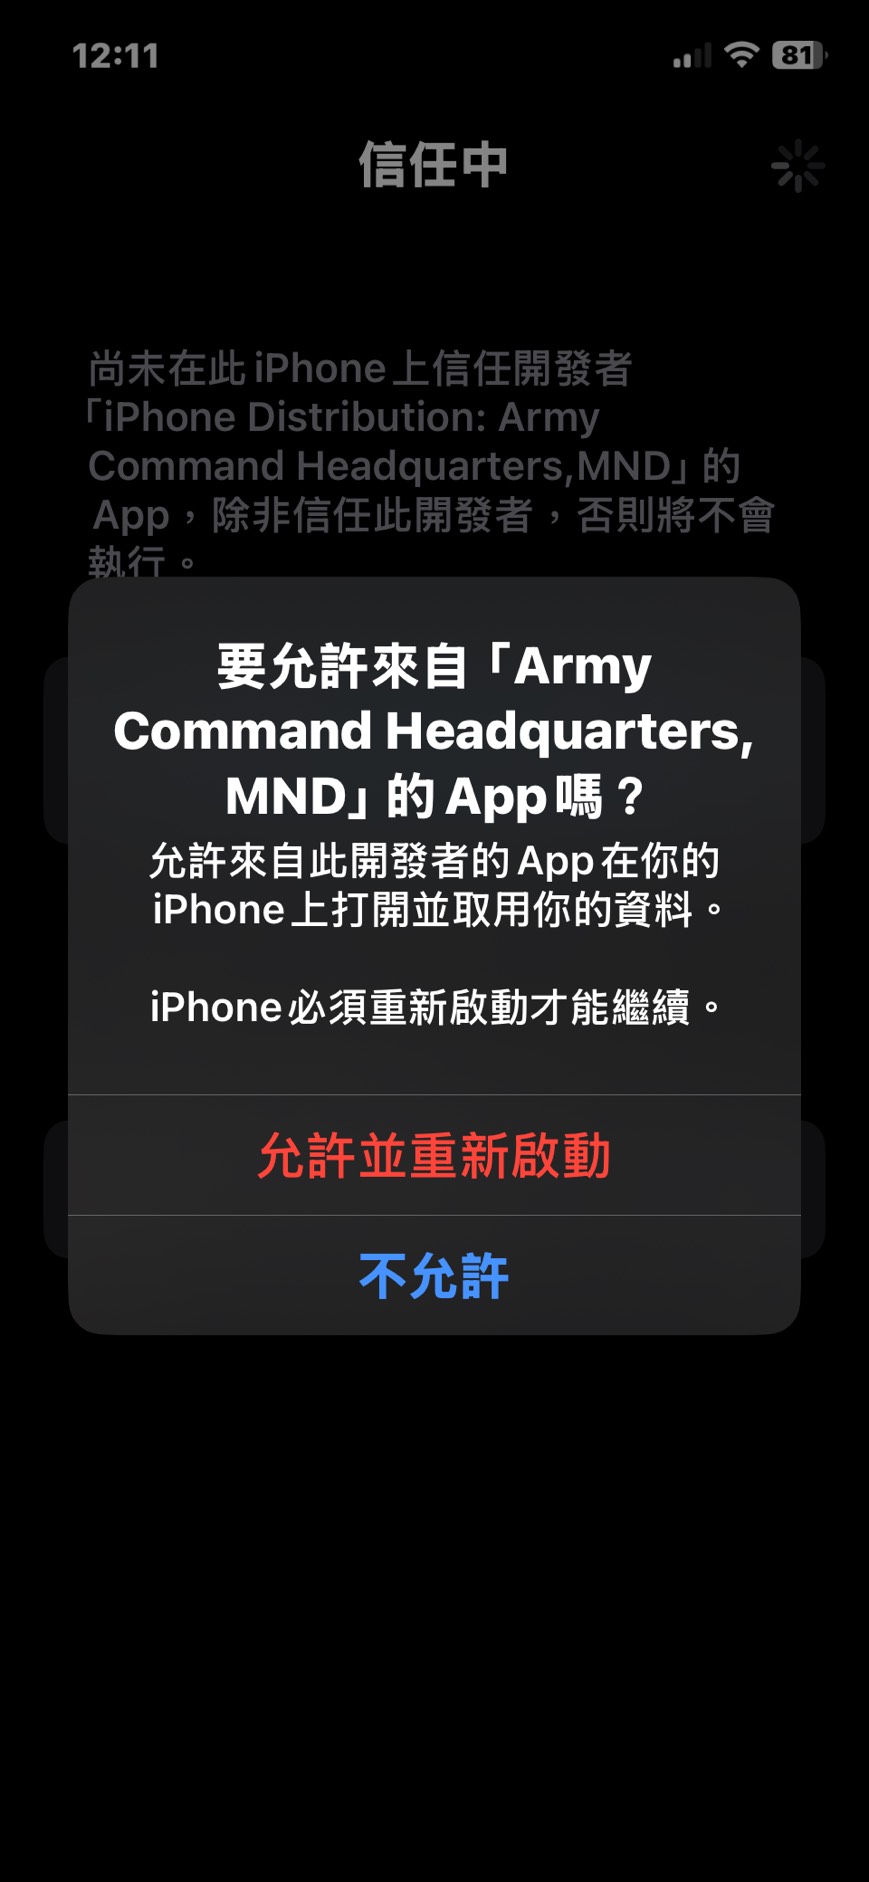 12:11
81
信任中
尚未在此 iPhone 上信任開發者
「iPhone Distribution: Army
Command Headquarters,MND」的
App，除非信任此開發者，否則將不會
執行。
要允許來自「Army
Command Headquarters,
MND」的 App 嗎？
允許來自此開發者的 App 在你的
iPhone 上打開並取用你的資料。
iPhone 必須重新啟動才能繼續。
允許並重新啟動
不允許